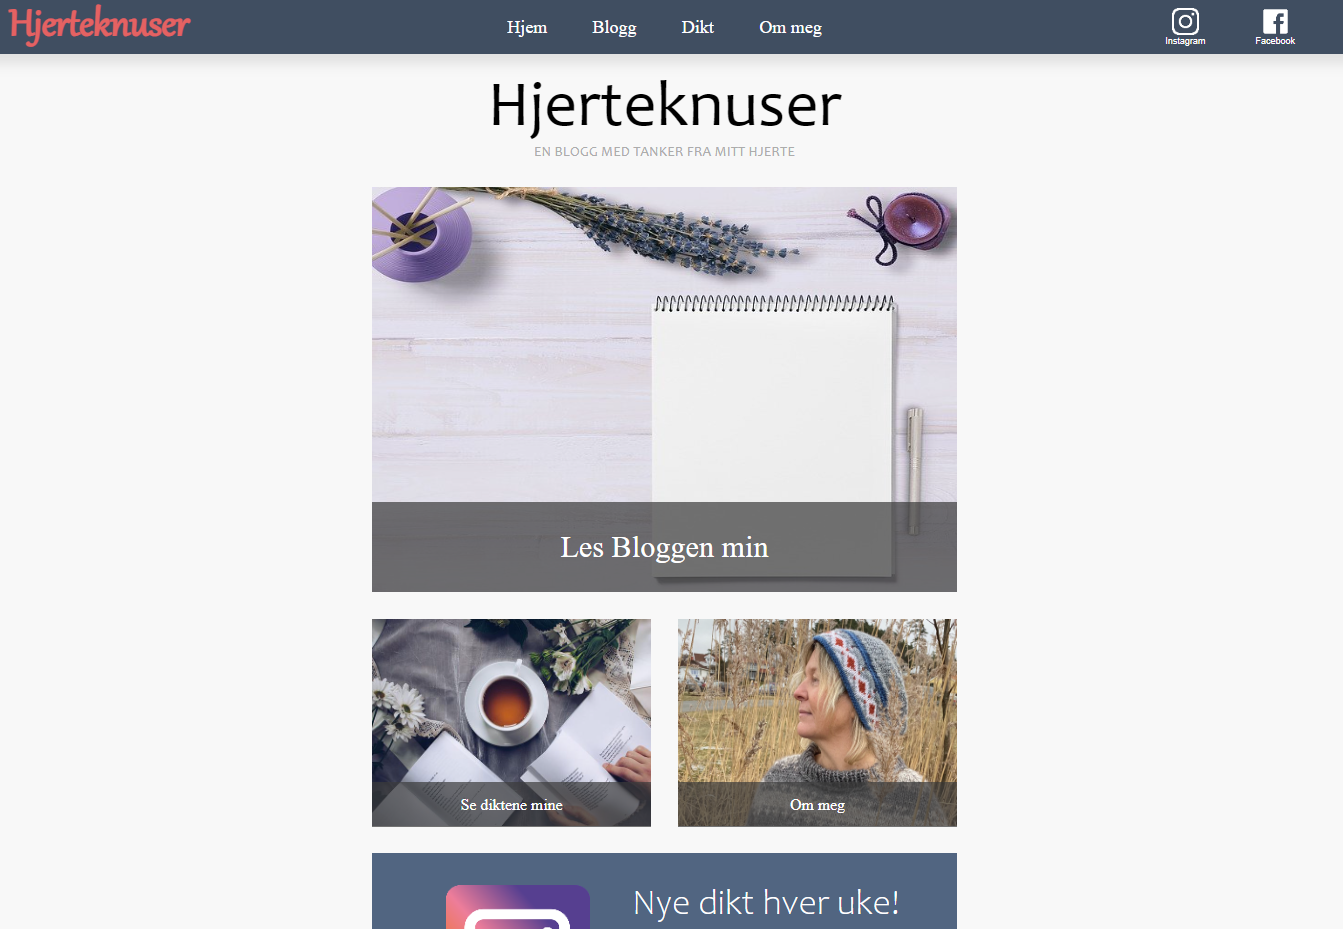 Hjerteknuser
Hjem Blogg Dikt Om meg
Instagram Facebook
Hjerteknuser
EN BLOGG MED TANKER FRA MITT HJERTE
Les Bloggen min
Se diktene mine
Om meg
Nye dikt hver uke!